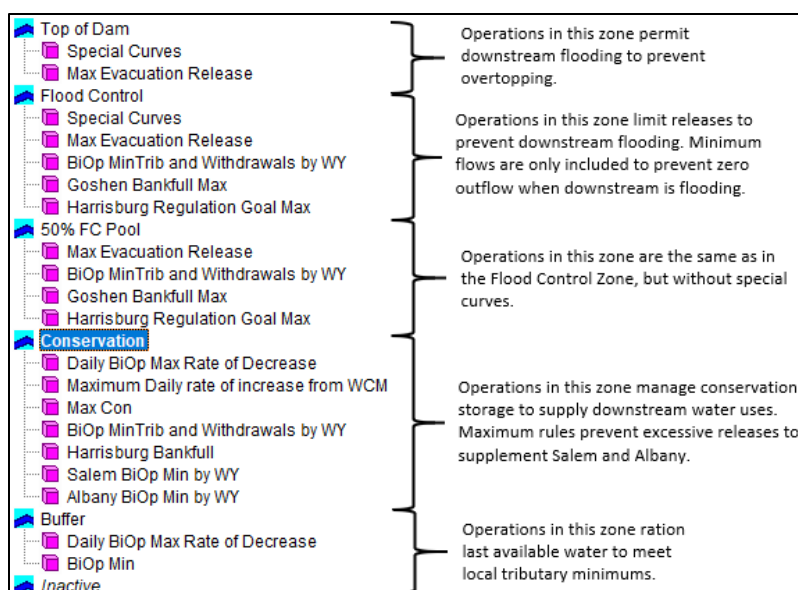 Top of Dam
Special Curves
Max Evacuation Release
Operations in this zone permit
downstream flooding to prevent
overtopping.
Flood Control
Special Curves
Max Evacuation Release
BiOp MinTrib and Withdrawals by WY
Goshen Bankfull Max
Harrisburg Regulation Goal Max
Operations in this zone limit releases to
prevent downstream flooding. Minimum
flows are only included to prevent zero
outflow when downstream is flooding.
50% FC Pool
Max Evacuation Release
BiOp MinTrib and Withdrawals by WY
Goshen Bankfull Max
Harrisburg Regulation Goal Max
Operations in this zone are the same as in
the Flood Control Zone, but without special
curves.
Conservation
Daily BiOp Max Rate of Decrease
Maximum Daily rate of increase from WCM
Max Con
BiOp MinTrib and Withdrawals by WY
Harrisburg Bankfull
Salem BiOp Min by WY
Albany BiOp Min by WY
Operations in this zone manage conservation
storage to supply downstream water uses.
Maximum rules prevent excessive releases to
supplement Salem and Albany.
Buffer
Daily BiOp Max Rate of Decrease
BiOp Min
Operations in this zone ration
last available water to meet
local tributary minimums.
Inactive